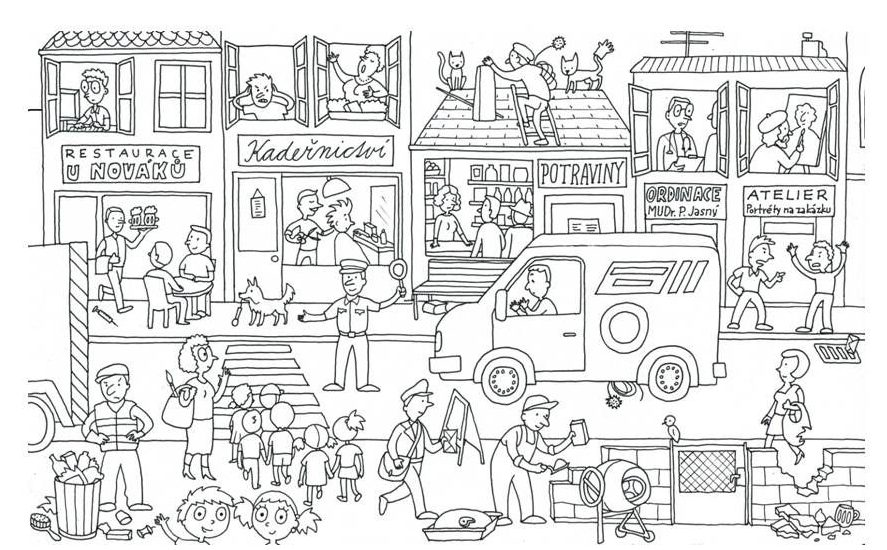 RESTAURACE
U NOVÁKŮ
Kadeřnictví
POTRAVINY
ORDINACE
MUDr. P. Jasný
ATELIER
Portréty na zakázku